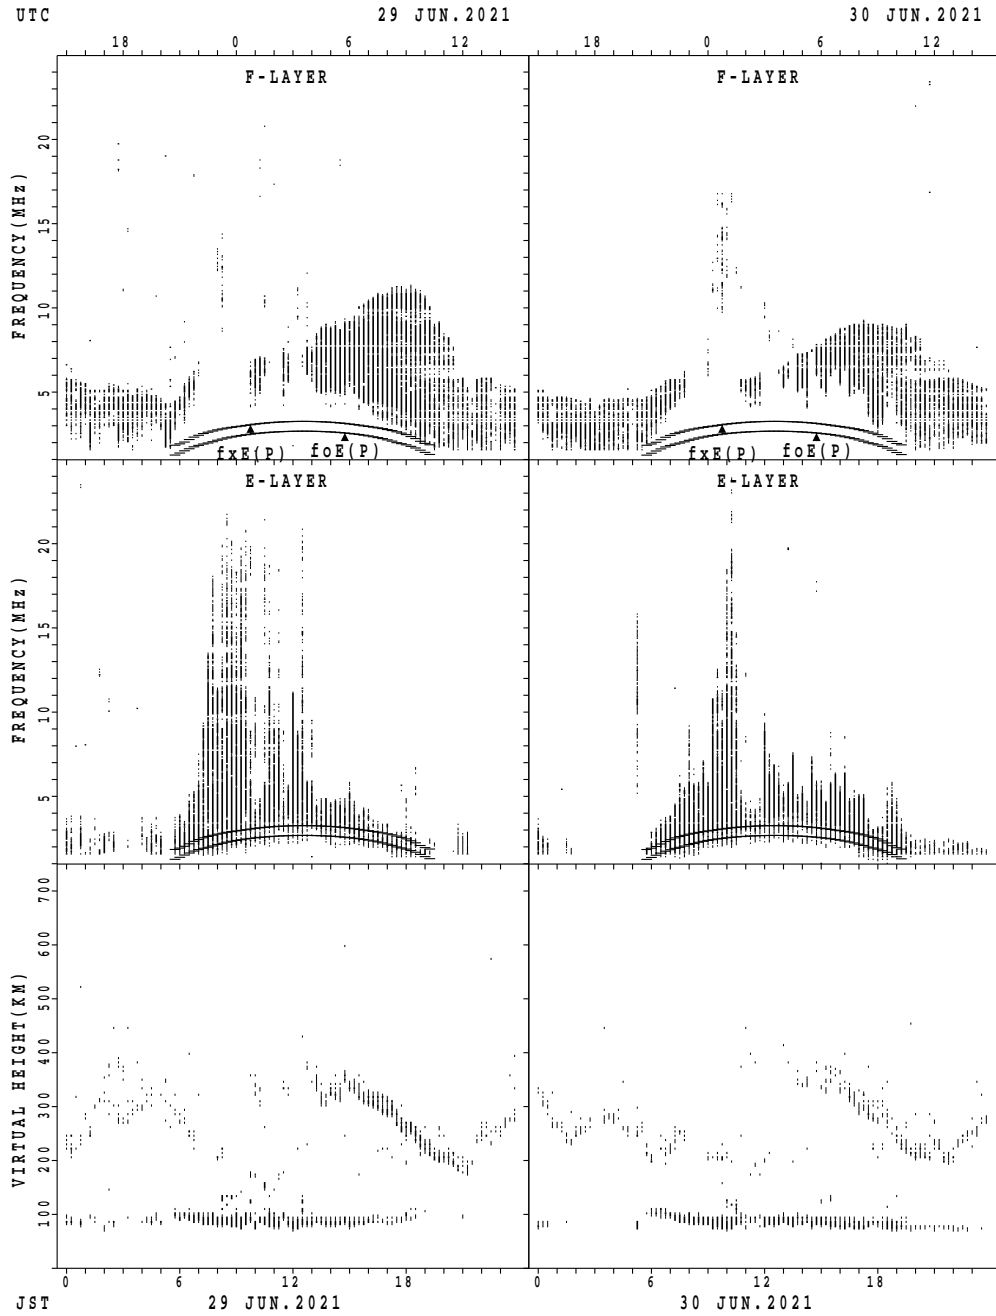 UTC 29 JUN.2021 30 JUN.2021
18 0 6 12 18 0 6 12
F-LAYER F-LAYER
FREQUENCY(MHz)
20
15
10
5
fxE(P) foE(P) fxE(P) foE(P)
E-LAYER E-LAYER
FREQUENCY(MHz)
20
15
10
5
VIRTUAL HEIGHT(KM)
700
600
500
400
300
200
100
0 6 12 18 0 6 12 18
JST 29 JUN.2021 30 JUN.2021